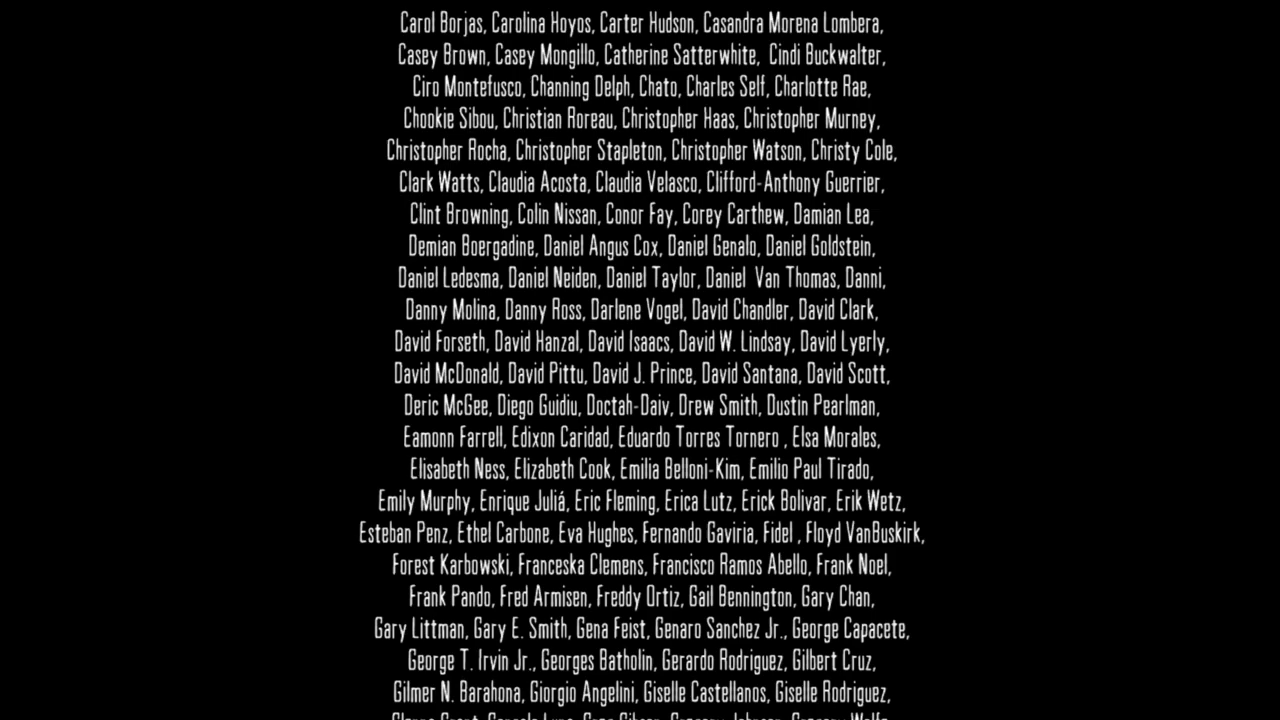 Carol Borjas, Carolina Hoyos, Carter Hudson, Casandra Morena Lombera,
Casey Brown, Casey Mongillo, Catherine Satterwhite,  Cindi Buckwalter,
Ciro Montefusco, Channing Delph, Chato, Charles Self, Charlotte Rae,
Chookie Sibou, Christian Roreau, Christopher Haas, Christopher Murney,
Christopher Rocha, Christopher Stapleton, Christopher Watson, Christy Cole,
Clark Watts, Claudia Acosta, Claudia Velasco, Clifford-Anthony Guerrier,
Clint Browning, Colin Nissan, Conor Fay, Corey Carthew, Damian Lea,
Demian Boergadine, Daniel Angus Cox, Daniel Genalo, Daniel Goldstein,
Daniel Ledesma, Daniel Neiden, Daniel Taylor, Daniel  Van Thomas, Danni,
Danny Molina, Danny Ross, Darlene Vogel, David Chandler, David Clark,
David Forseth, David Hanzal, David Isaacs, David W. Lindsay, David Lyerly,
David McDonald, David Pittu, David J. Prince, David Santana, David Scott,
Deric McGee, Diego Guidiu, Doctah-Daiv, Drew Smith, Dustin Pearlman,
Eamonn Farrell, Edixon Caridad, Eduardo Torres Tornero , Elsa Morales,
Elisabeth Ness, Elizabeth Cook, Emilia Belloni-Kim, Emilio Paul Tirado,
Emily Murphy, Enrique Juliá, Eric Fleming, Erica Lutz, Erick Bolivar, Erik Wetz,
Esteban Penz, Ethel Carbone, Eva Hughes, Fernando Gaviria, Fidel , Floyd VanBuskirk,
Forest Karbowski, Franceska Clemens, Francisco Ramos Abello, Frank Noel,
Frank Pando, Fred Armisen, Freddy Ortiz, Gail Bennington, Gary Chan,
Gary Littman, Gary E. Smith, Gena Feist, Genaro Sanchez Jr., George Capacete,
George T. Irvin Jr., Georges Batholin, Gerardo Rodriguez, Gilbert Cruz,
Gilmer N. Barahona, Giorgio Angelini, Giselle Castellanos, Giselle Rodriguez,